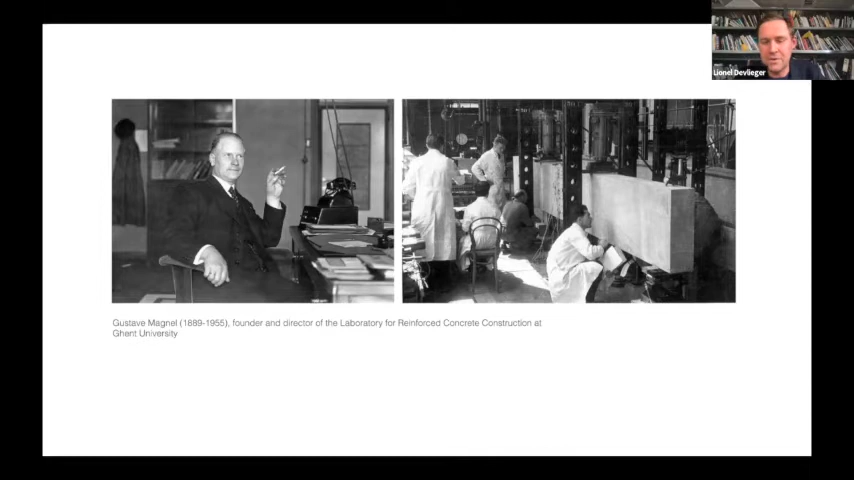 Lionel Devlieger
Gustave Magnel (1889-1955), founder and director of the Laboratory for Reinforced Concrete Construction at
Ghent University